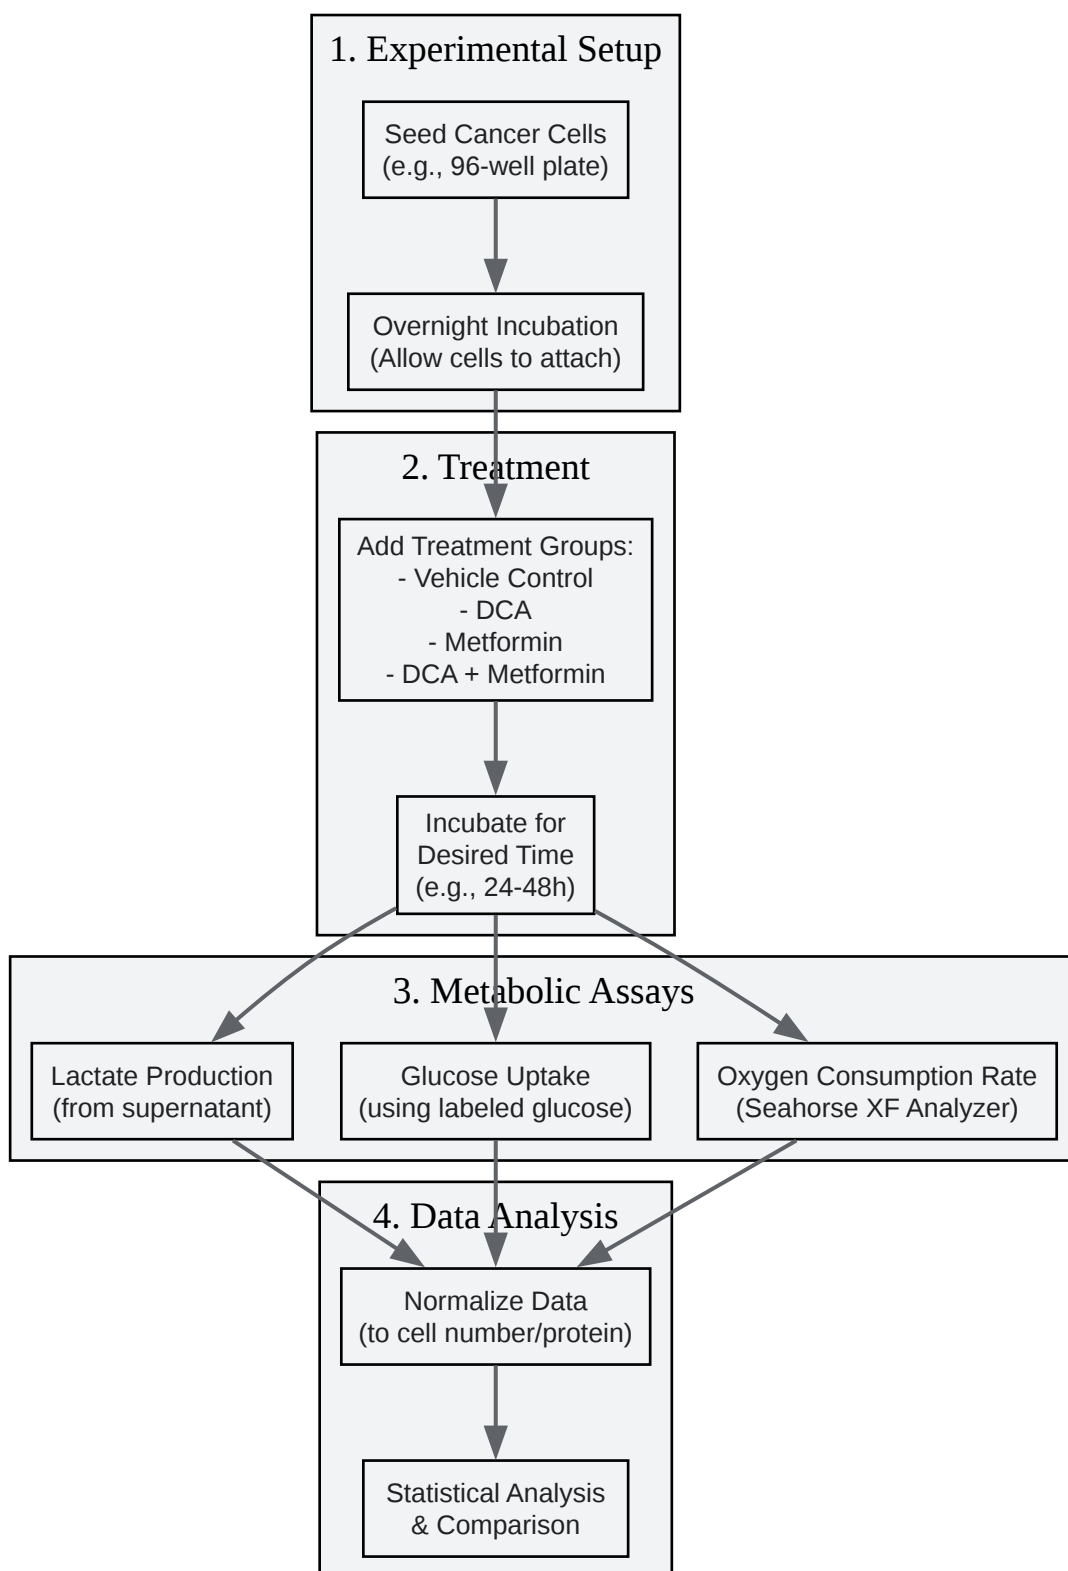 1. Experimental Setup
Seed Cancer Cells
(e.g., 96-well plate)
Overnight Incubation
(Allow cells to attach)
2. Treatment
Add Treatment Groups:
- Vehicle Control
- DCA
- Metformin
- DCA + Metformin
Incubate for
Desired Time
(e.g., 24-48h)
3. Metabolic Assays
Lactate Production
(from supernatant)
Glucose Uptake
(using labeled glucose)
Oxygen Consumption Rate
(Seahorse XF Analyzer)
4. Data Analysis
Normalize Data
(to cell number/protein)
Statistical Analysis
& Comparison